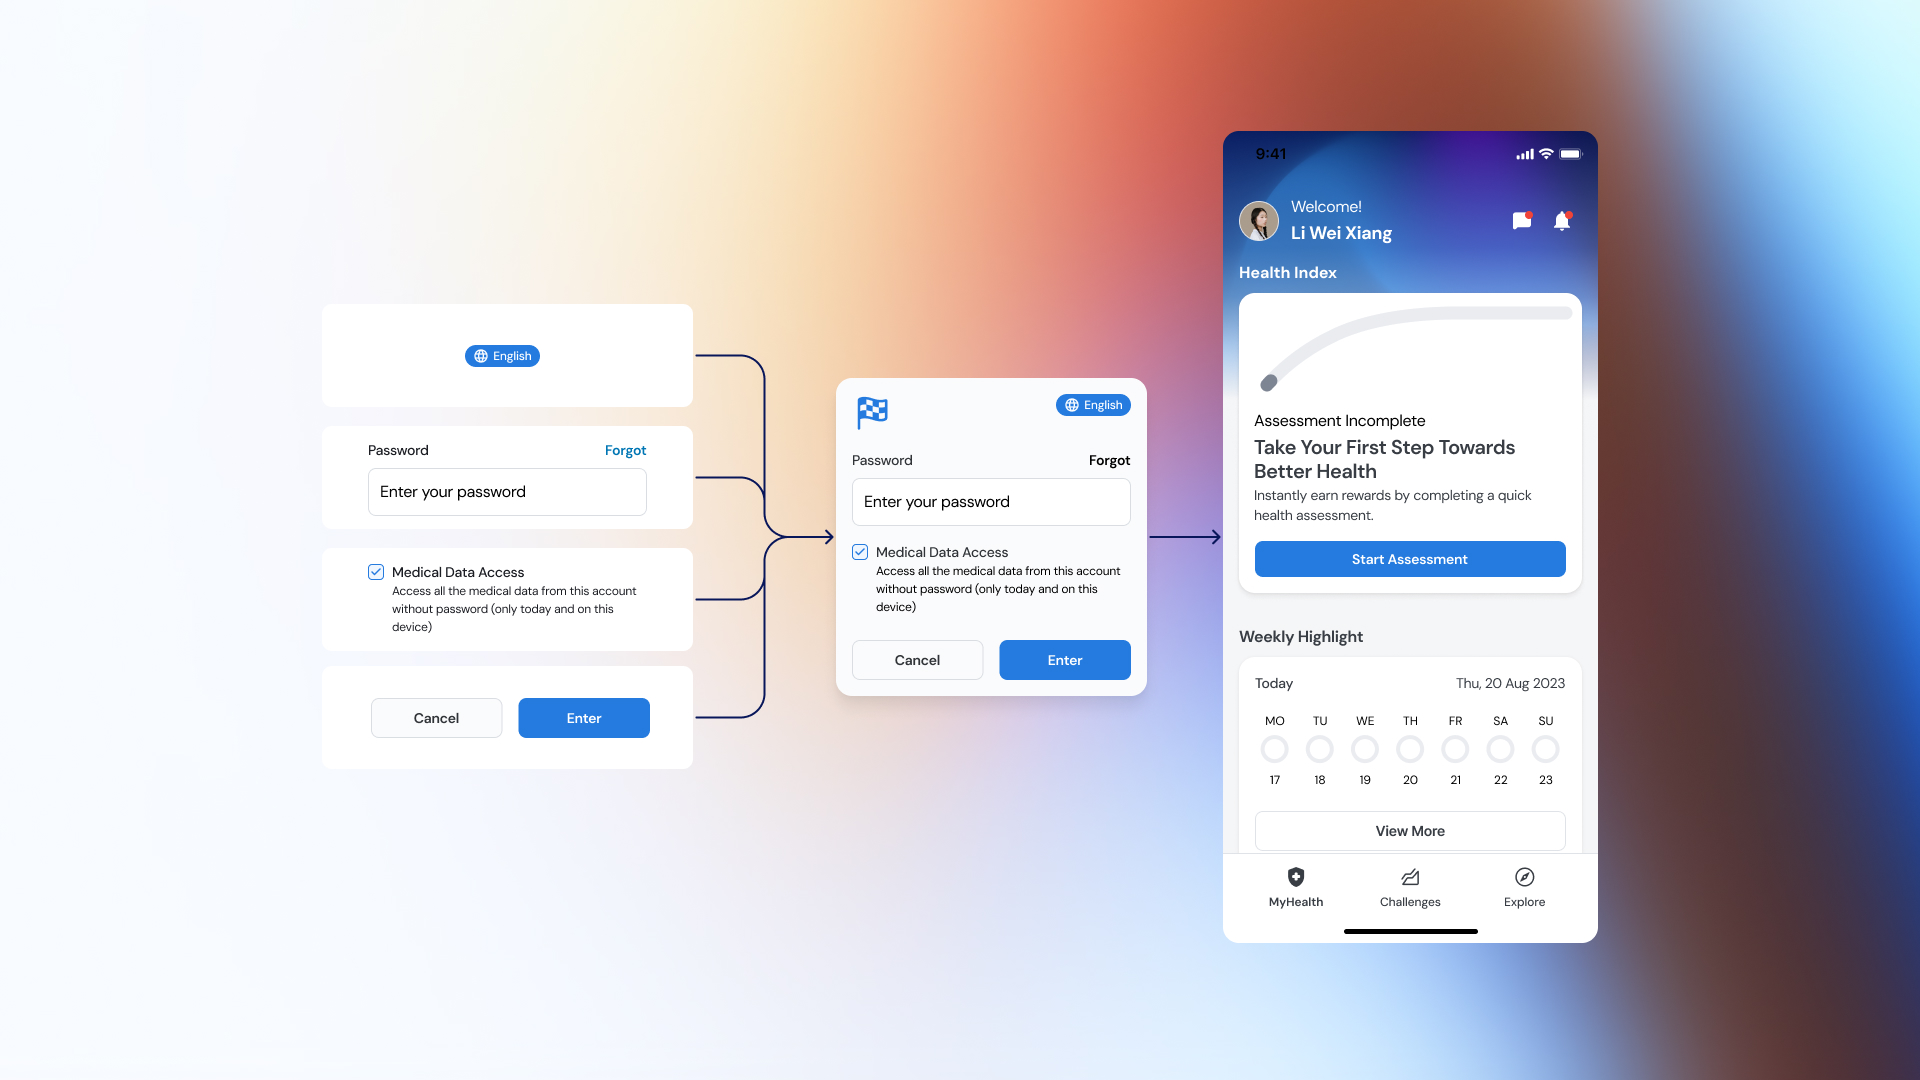 English
Password
Forgot
Enter your password
Medical Data Access
Access all the medical data from this account
without password (only today and on this
device)
Cancel
Enter
English
Password
Forgot
Enter your password
Medical Data Access
Access all the medical data from this account
without password (only today and on this
device)
Cancel
Enter
9:41
Welcome!
Li Wei Xiang
Health Index
Assessment Incomplete
Take Your First Step Towards
Better Health
Instantly earn rewards by completing a quick
health assessment.
Start Assessment
Weekly Highlight
Today
Thu, 20 Aug 2023
MO TU WE TH FR SA SU
17 18 19 20 21 22 23
View More
MyHealth
Challenges
Explore